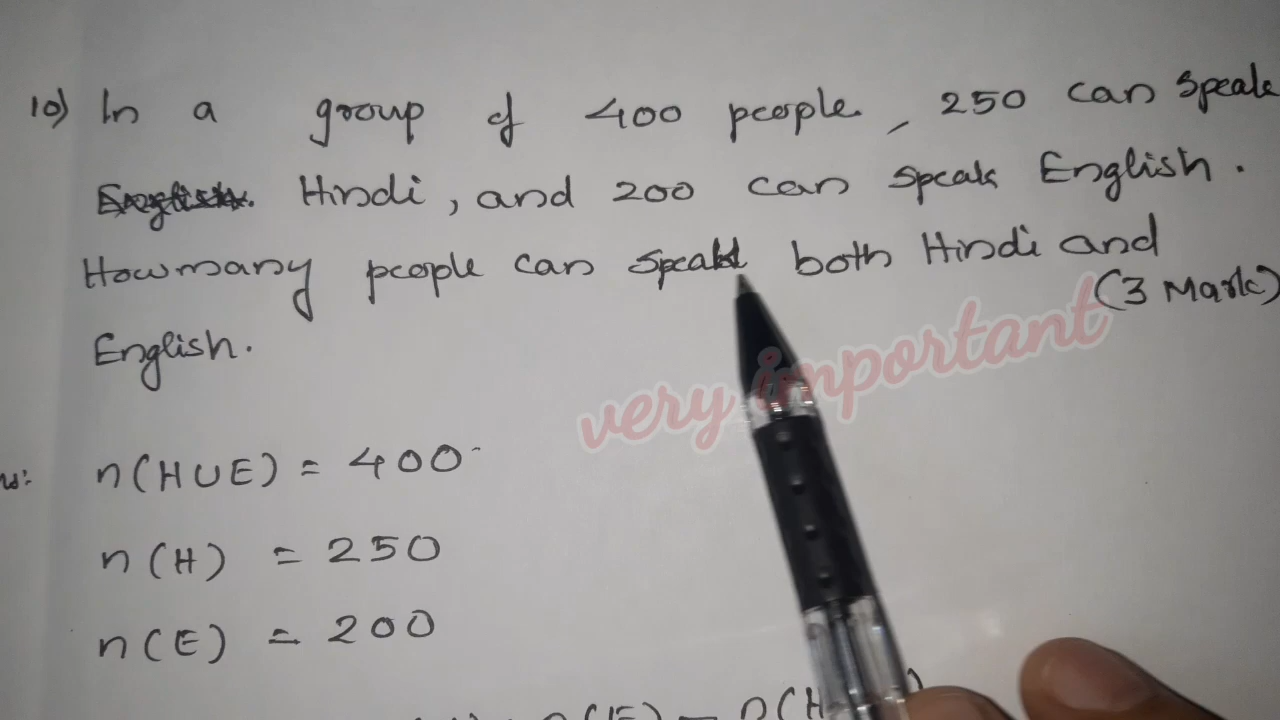 10) In a group of 400 people, 250 can speak
English. Hindi, and 200 can speak English.
How many people can speak both Hindi and
(3 Mark)
English.
very important
n(HUE) = 400
n(H) = 250
n(E) = 200
n(E) - n(H